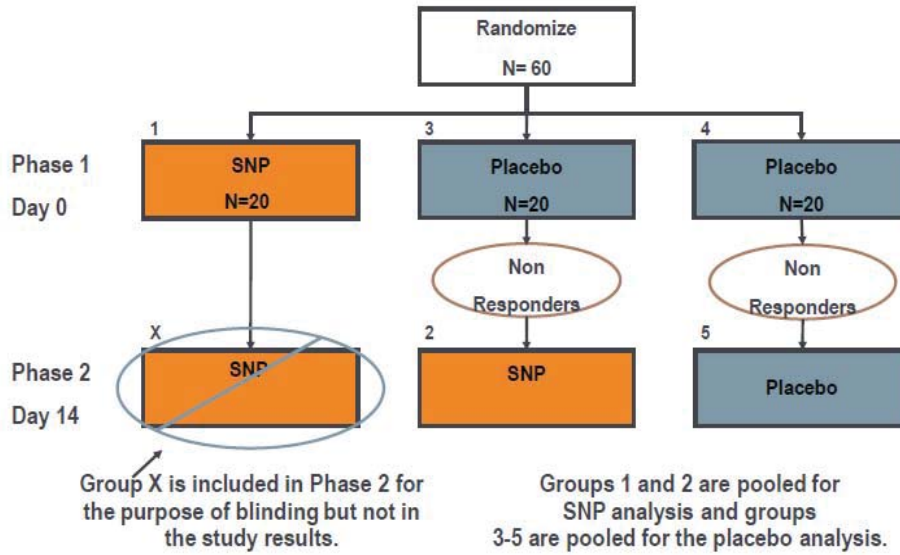 Randomize
N= 60
1
3
4
Phase 1
Day 0
SNP
N=20
Placebo
N=20
Placebo
N=20
Non
Responders
Non
Responders
X
2
5
Phase 2
Day 14
SNP
SNP
Placebo
Group X is included in Phase 2 for
the purpose of blinding but not in
the study results.
Groups 1 and 2 are pooled for
SNP analysis and groups
3-5 are pooled for the placebo analysis.